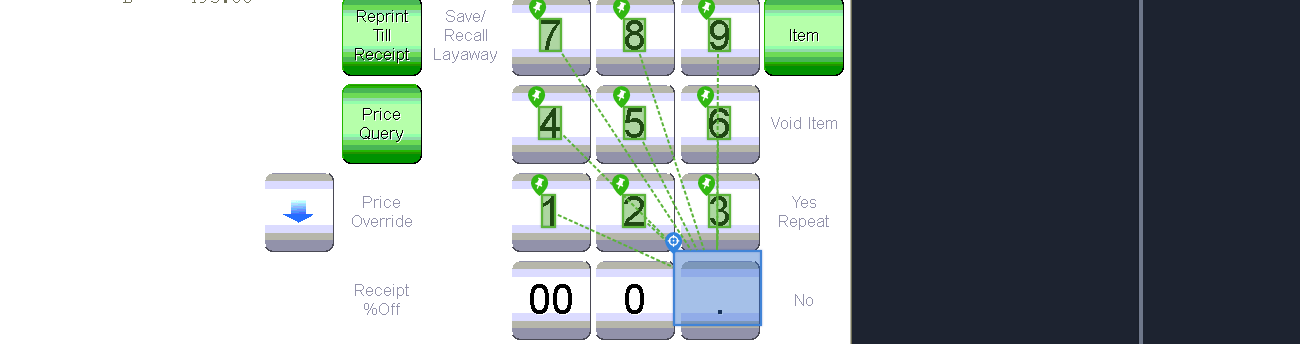 Reprint
Till
Receipt
Save/
Recall
Layaway
7
8
9
Item
Price
Query
4
5
6
Void Item
Price
Override
1
2
3
Yes
Repeat
Receipt
%Off
00
0
.
No